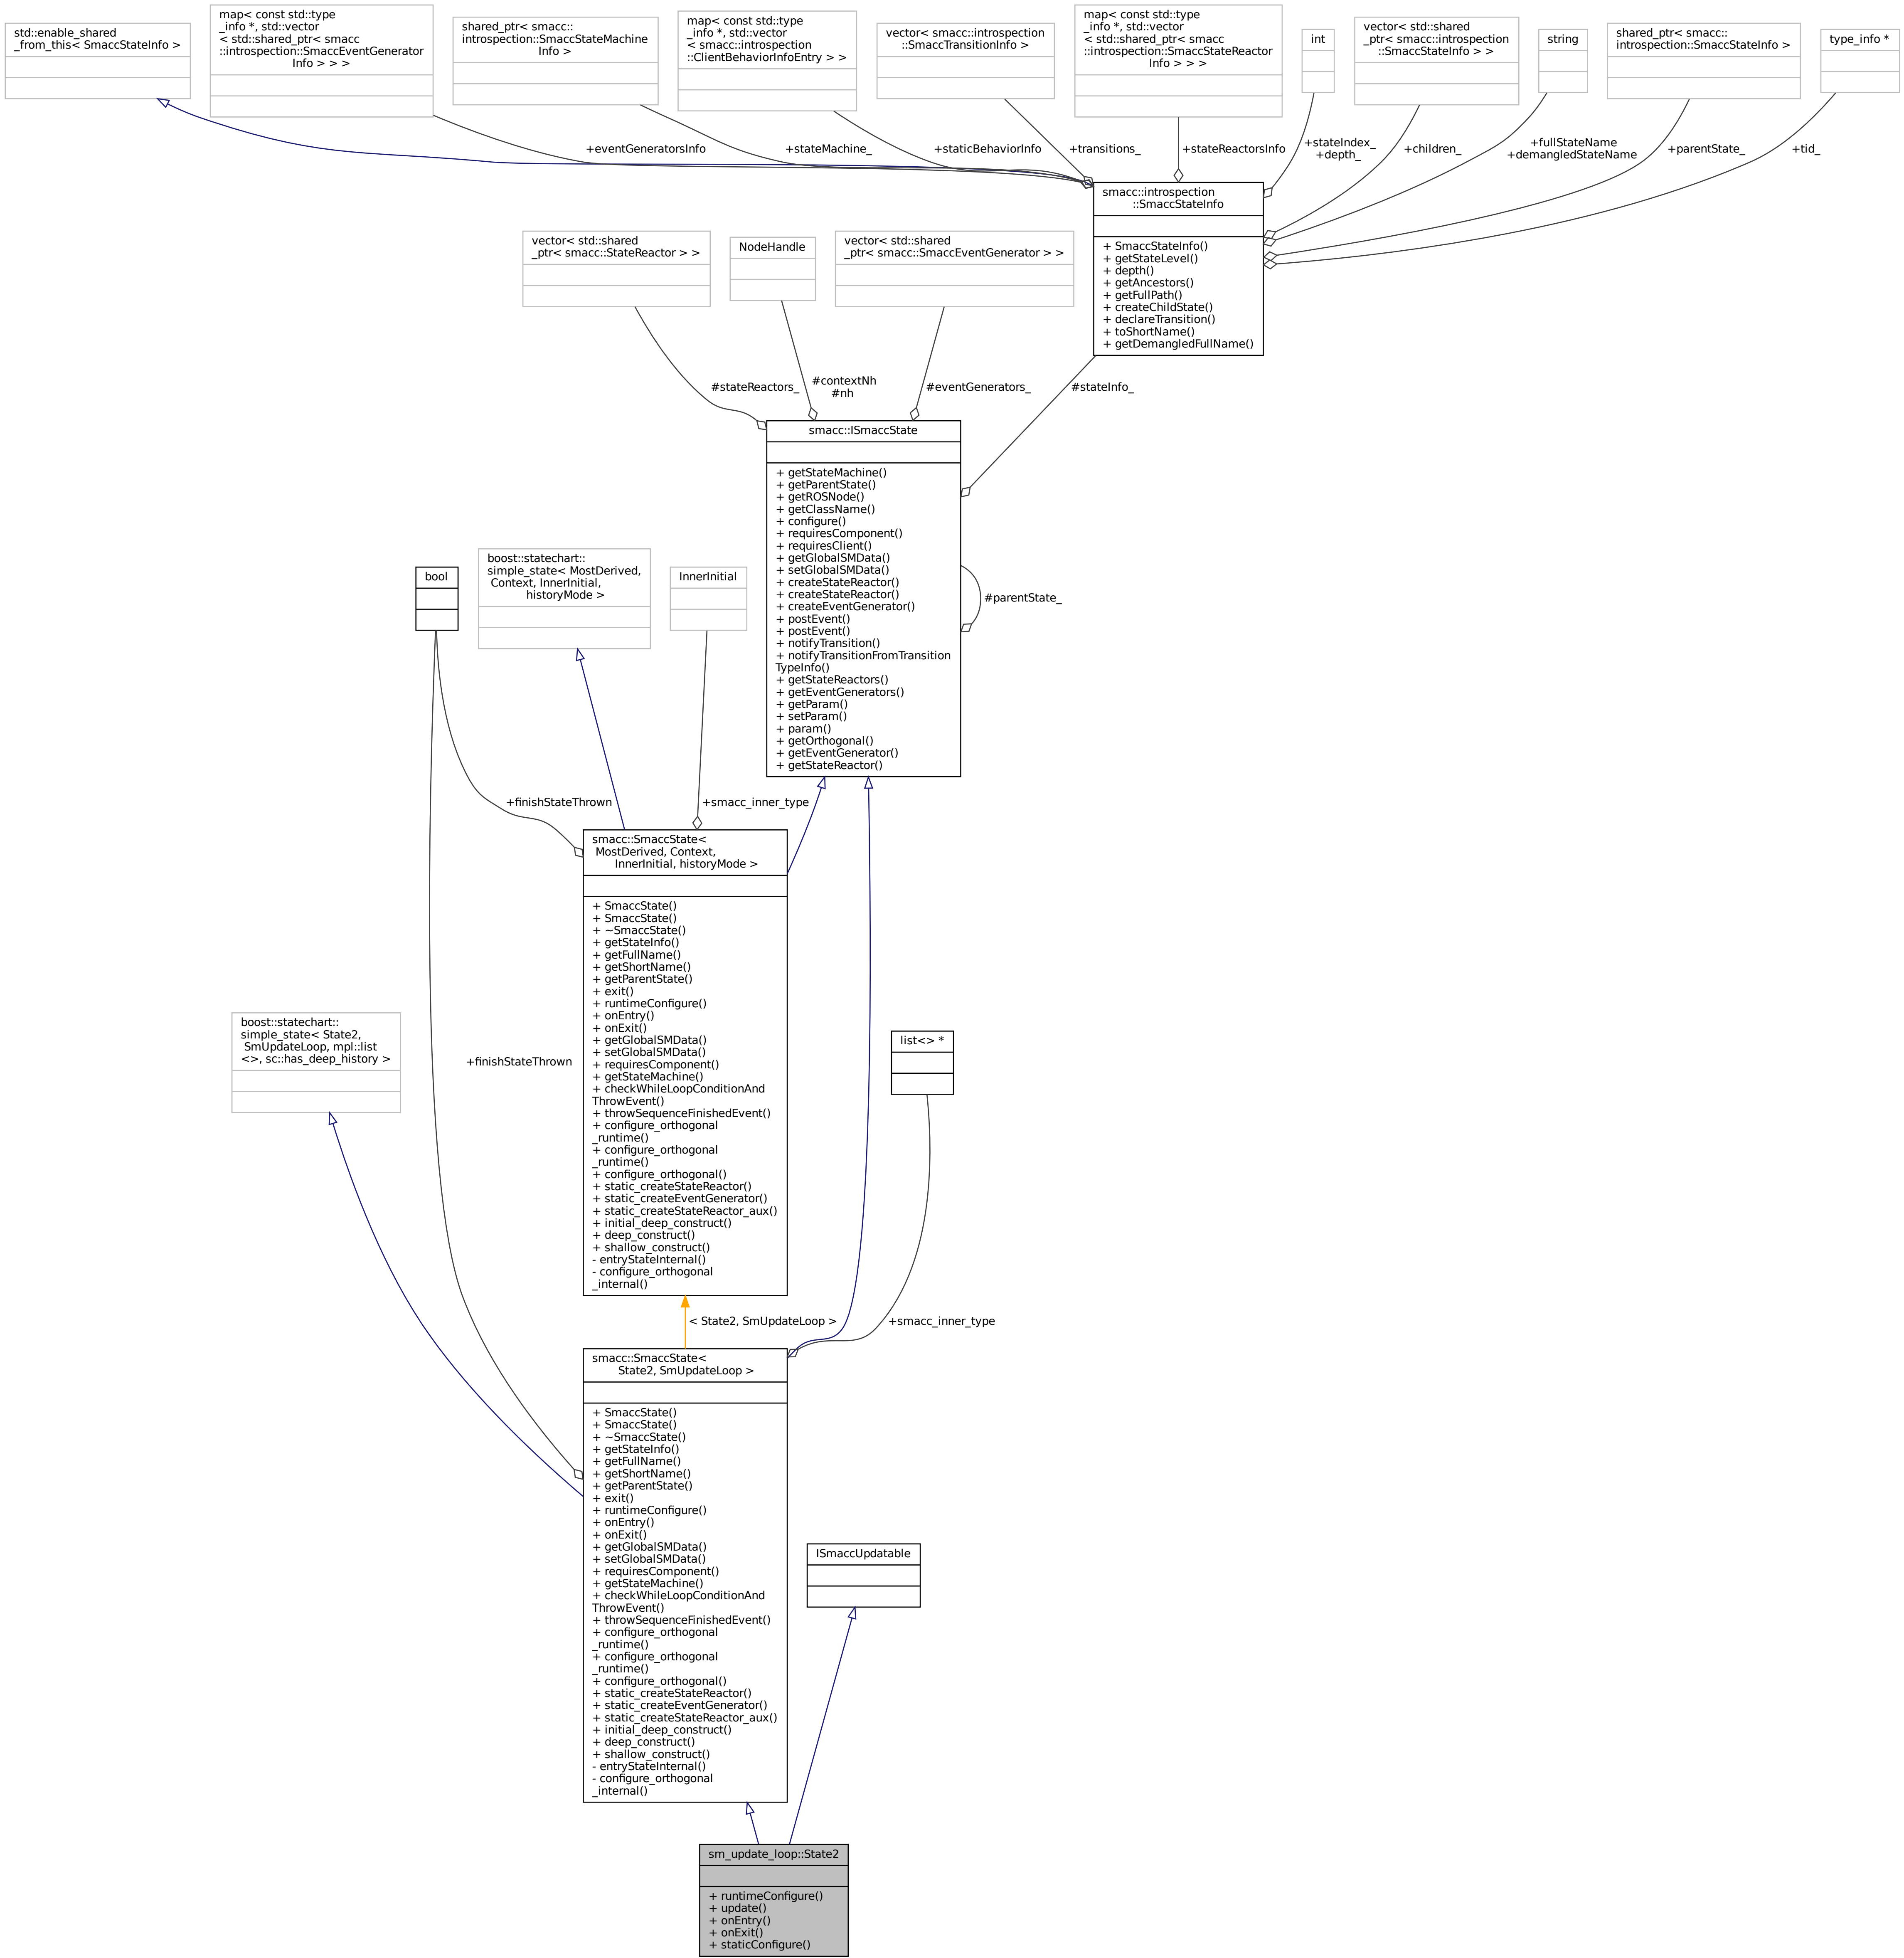 std::enable_shared
_from_this< SmaccStateInfo >
map< const std::type
_info *, std::vector
< std::shared_ptr< smacc
::introspection::SmaccEventGenerator
Info > > >
shared_ptr< smacc::
introspection::SmaccStateMachine
Info >
map< const std::type
_info *, std::vector
< smacc::introspection
::ClientBehaviorInfoEntry > >
vector< smacc::introspection
::SmaccTransitionInfo >
map< const std::type
_info *, std::vector
< std::shared_ptr< smacc
::introspection::SmaccStateReactor
Info > > >
int
vector< std::shared
_ptr< smacc::introspection
::SmaccStateInfo > >
string
shared_ptr< smacc::
introspection::SmaccStateInfo >
type_info *
+eventGeneratorsInfo
+stateMachine_
+staticBehaviorInfo
+transitions_
+stateReactorsInfo
+stateIndex_
+depth_
+children_
+fullStateName
+demangledStateName
+parentState_
+tid_
smacc::introspection
::SmaccStateInfo
+ SmaccStateInfo()
+ getStateLevel()
+ depth()
+ getAncestors()
+ getFullPath()
+ createChildState()
+ declareTransition()
+ toShortName()
+ getDemangledFullName()
vector< std::shared
_ptr< smacc::StateReactor > >
NodeHandle
vector< std::shared
_ptr< smacc::SmaccEventGenerator > >
#stateReactors_
#contextNh
#nh
#eventGenerators_
#stateInfo_
smacc::ISmaccState
+ getStateMachine()
+ getParentState()
+ getROSNode()
+ getClassName()
+ configure()
+ requiresComponent()
+ requiresClient()
+ getGlobalSMData()
+ setGlobalSMData()
+ createStateReactor()
+ createStateReactor()
+ createEventGenerator()
+ postEvent()
+ postEvent()
+ notifyTransition()
+ notifyTransitionFromTransition
TypeInfo()
+ getStateReactors()
+ getEventGenerators()
+ getParam()
+ setParam()
+ param()
+ getOrthogonal()
+ getEventGenerator()
+ getStateReactor()
#parentState_
bool
boost::statechart::
simple_state< MostDerived,
Context, InnerInitial,
historyMode >
InnerInitial
+finishStateThrown
+smacc_inner_type
smacc::SmaccState<
MostDerived, Context,
InnerInitial, historyMode >
+ SmaccState()
+ SmaccState()
+ ~SmaccState()
+ getStateInfo()
+ getFullName()
+ getShortName()
+ getParentState()
+ exit()
+ runtimeConfigure()
+ onEntry()
+ onExit()
+ getGlobalSMData()
+ setGlobalSMData()
+ requiresComponent()
+ getStateMachine()
+ checkWhileLoopConditionAnd
ThrowEvent()
+ throwSequenceFinishedEvent()
+ configure_orthogonal
_runtime()
+ configure_orthogonal
_runtime()
+ configure_orthogonal()
+ static_createStateReactor()
+ static_createEventGenerator()
+ static_createStateReactor_aux()
+ initial_deep_construct()
+ deep_construct()
+ shallow_construct()
- entryStateInternal()
- configure_orthogonal
_internal()
boost::statechart::
simple_state< State2,
SmUpdateLoop, mpl::list
<>, sc::has_deep_history >
+finishStateThrown
list<> *
< State2, SmUpdateLoop >
+smacc_inner_type
smacc::SmaccState<
State2, SmUpdateLoop >
+ SmaccState()
+ SmaccState()
+ ~SmaccState()
+ getStateInfo()
+ getFullName()
+ getShortName()
+ getParentState()
+ exit()
+ runtimeConfigure()
+ onEntry()
+ onExit()
+ getGlobalSMData()
+ setGlobalSMData()
+ requiresComponent()
+ getStateMachine()
+ checkWhileLoopConditionAnd
ThrowEvent()
+ throwSequenceFinishedEvent()
+ configure_orthogonal
_runtime()
+ configure_orthogonal
_runtime()
+ configure_orthogonal()
+ static_createStateReactor()
+ static_createEventGenerator()
+ static_createStateReactor_aux()
+ initial_deep_construct()
+ deep_construct()
+ shallow_construct()
- entryStateInternal()
- configure_orthogonal
_internal()
ISmaccUpdatable
sm_update_loop::State2
+ runtimeConfigure()
+ update()
+ onEntry()
+ onExit()
+ staticConfigure()